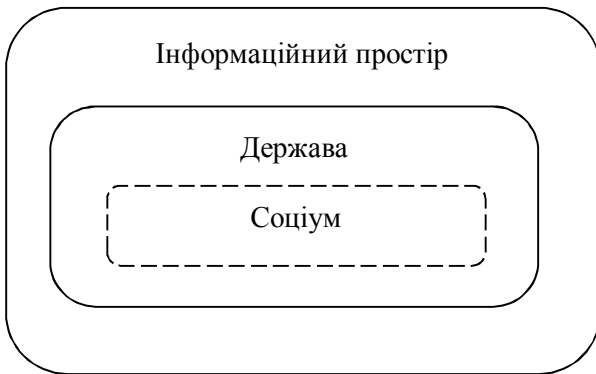 Інформаційний простір
Держава
Соціум